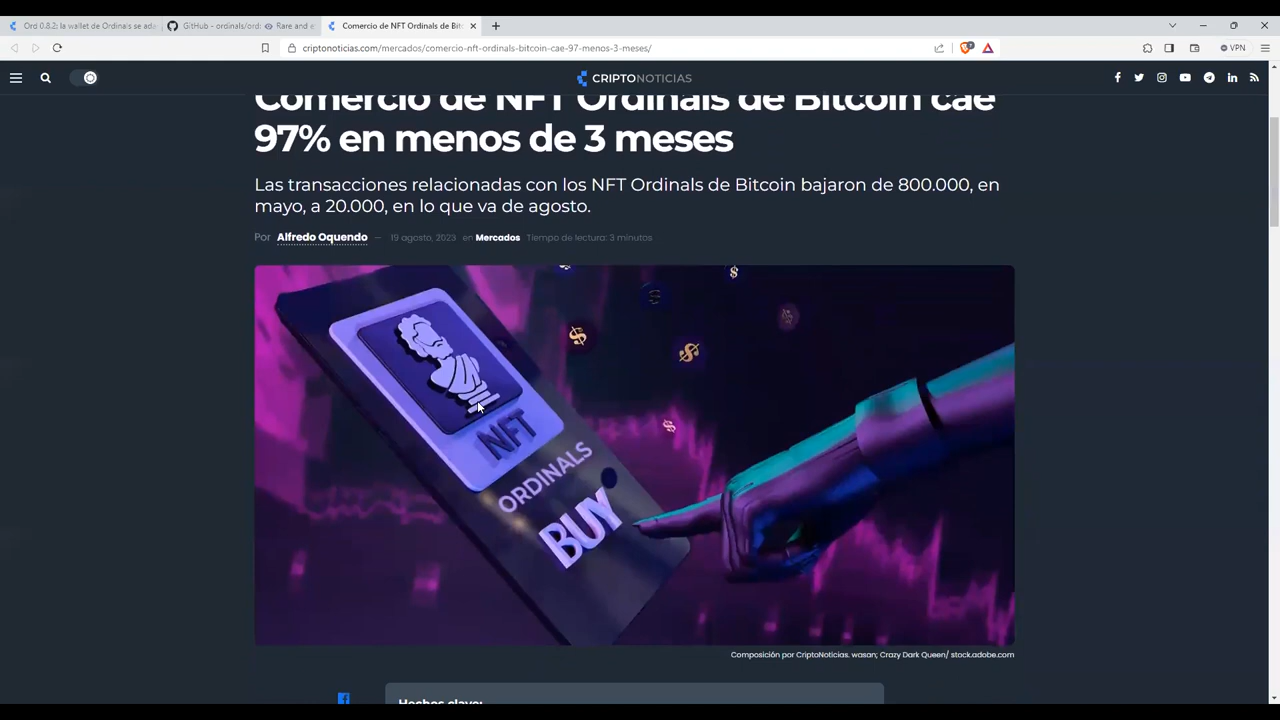 Ord 0.8.2: la wallet de Ordinals se ada
GitHub - ordinals/ord:
Rare and e
Comercio de NFT Ordinals de Bit
criptonoticias.com/mercados/comercio-nft-ordinals-bitcoin-cae-97-menos-3-meses/
VPN
CRIPTONOTICIAS
Comercio de NFT Ordinals de Bitcoin cae
97% en menos de 3 meses
Las transacciones relacionadas con los NFT Ordinals de Bitcoin bajaron de 800.000, en
mayo, a 20.000, en lo que va de agosto.
Por Alfredo Oquendo — 19 agosto, 2023 en Mercados Tiempo de lectura: 3 minutos
NFT
ORDINALS
BUY
Composición por CriptoNoticias. wasan; Crazy Dark Queen/ stock.adobe.com
Hechos clave: